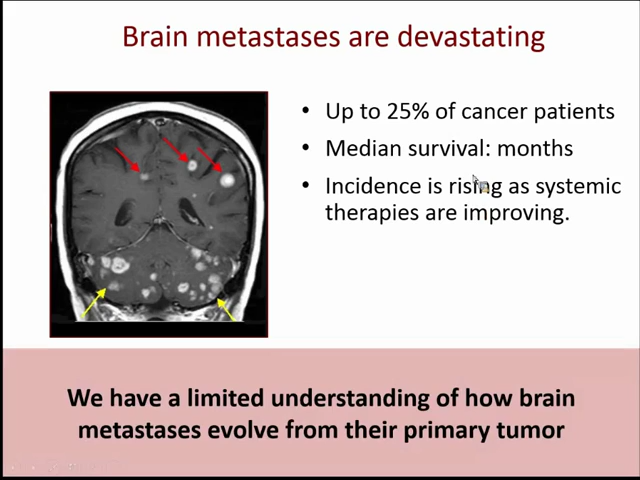 Brain metastases are devastating
• Up to 25% of cancer patients
• Median survival: months
• Incidence is rising as systemic
therapies are improving.
We have a limited understanding of how brain
metastases evolve from their primary tumor